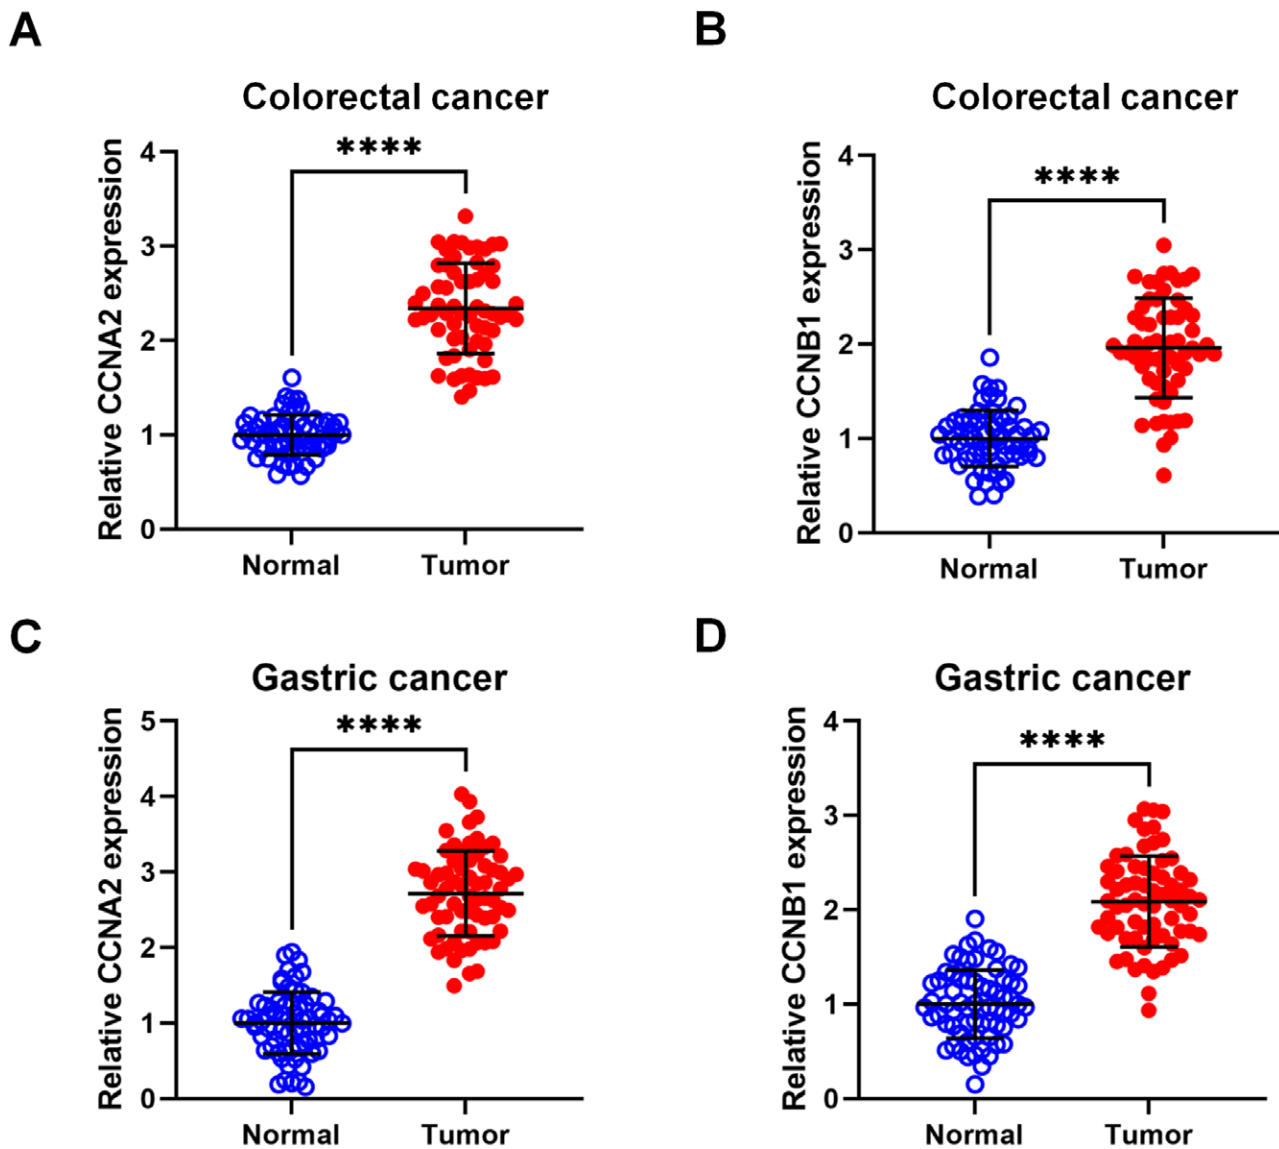 A
Colorectal cancer
****
Relative CCNA2 expression
4
3
2
1
0
Normal Tumor
B
Colorectal cancer
****
Relative CCNB1 expression
4
3
2
1
0
Normal Tumor
C
Gastric cancer
****
Relative CCNA2 expression
5
4
3
2
1
0
Normal Tumor
D
Gastric cancer
****
Relative CCNB1 expression
4
3
2
1
0
Normal Tumor